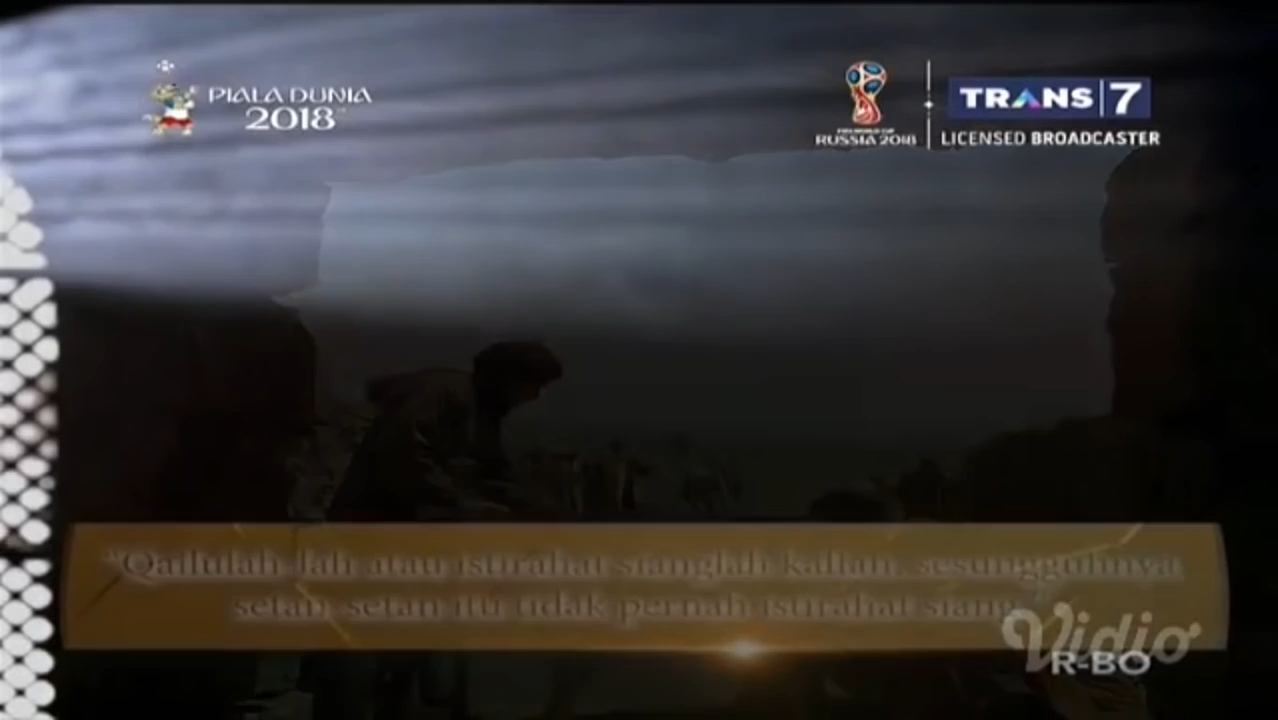 PIALA DUNIA
2018
FIFA WORLD CUP
RUSSIA 2018
TRANS|7
LICENSED BROADCASTER
"Qailulah-lah atau istirahat sianglah kalian, sesungguhnya
setan-setan itu tidak pernah istirahat siang."
Vidio
R-BO